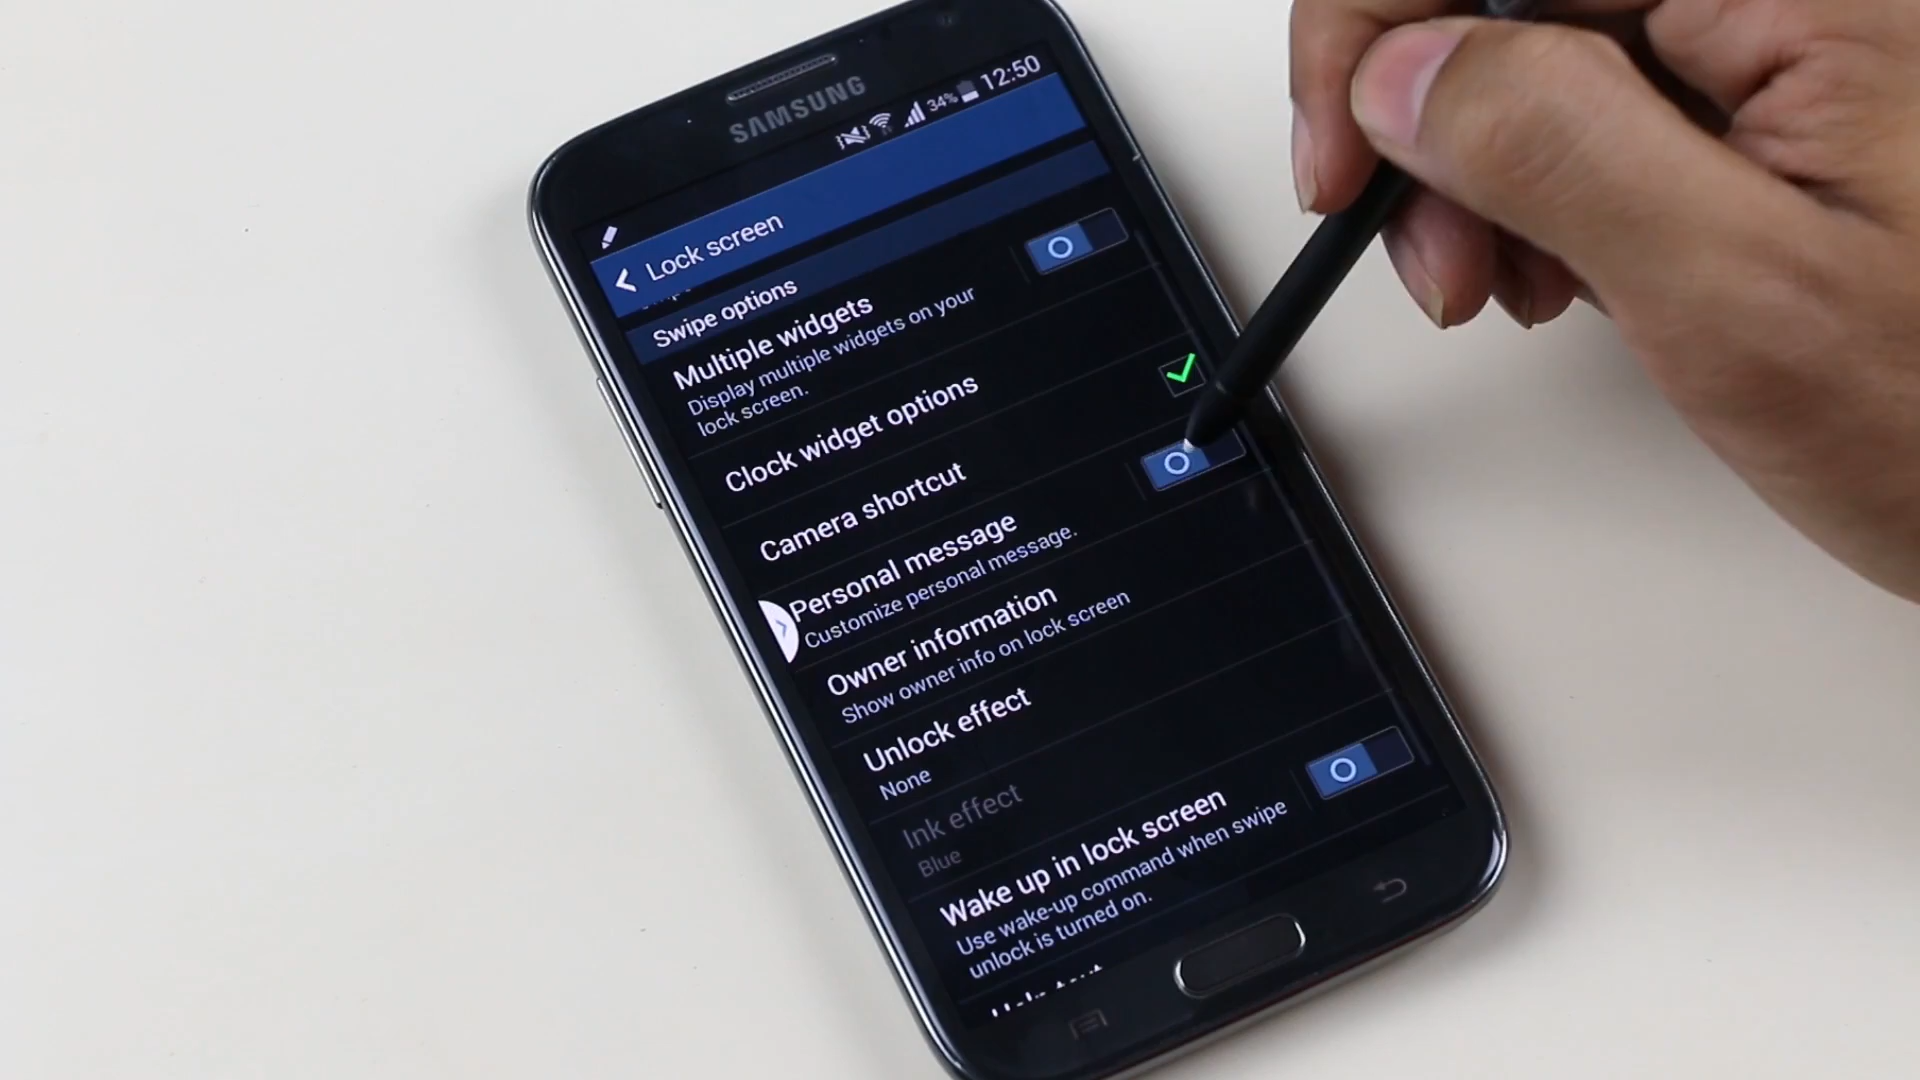 SAMSUNG
34% 12:50
Lock screen
Swipe options
Multiple widgets
Display multiple widgets on your
lock screen.
Clock widget options
Camera shortcut
Personal message
Customize personal message.
Owner information
Show owner info on lock screen
Unlock effect
None
Ink effect
Blue
Wake up in lock screen
Use wake-up command when swipe
unlock is turned on.